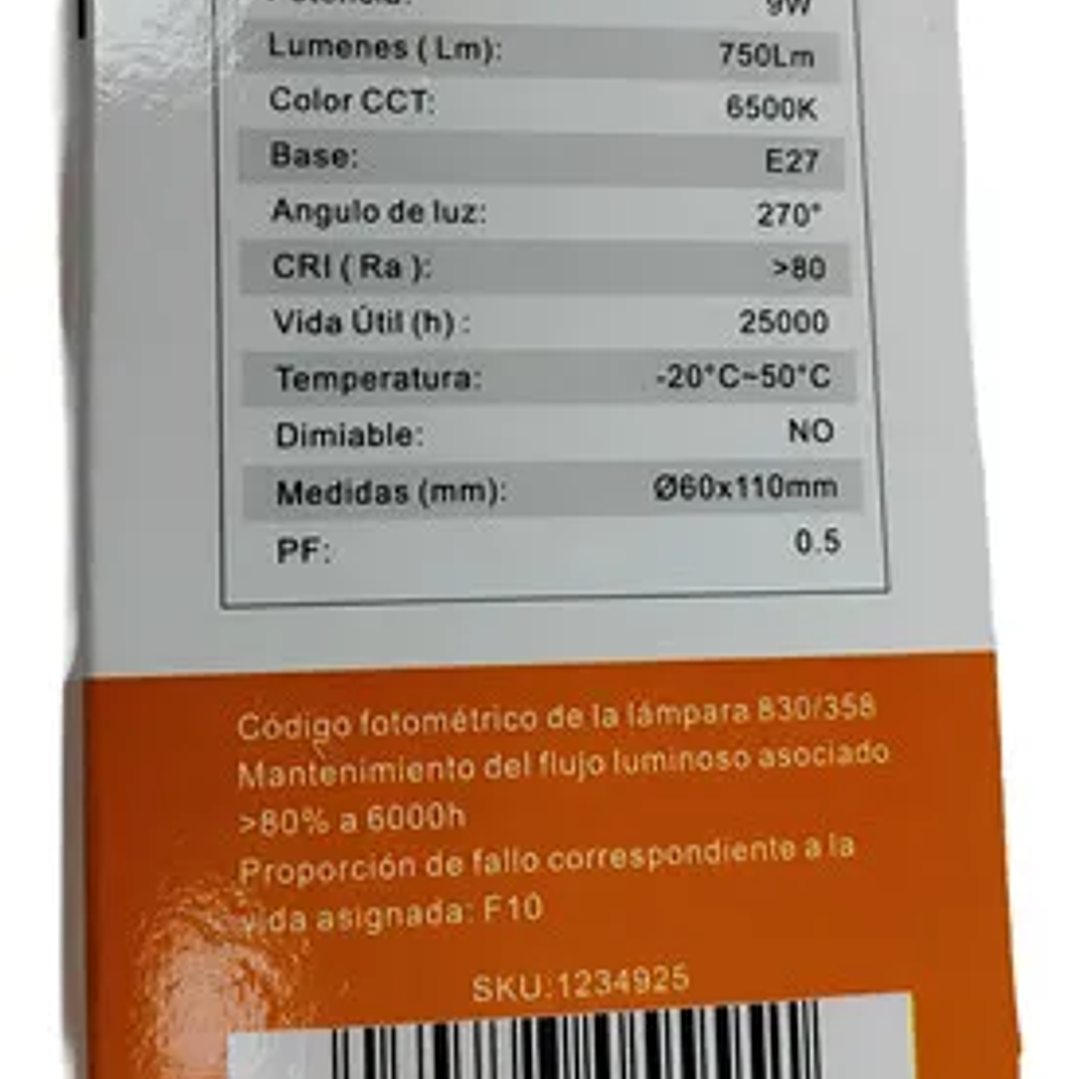 Potencia: 9W
Lumenes ( Lm): 750Lm
Color CCT: 6500K
Base: E27
Angulo de luz: 270°
CRI ( Ra ): >80
Vida Útil (h) : 25000
Temperatura: -20°C~50°C
Dimiable: NO
Medidas (mm): Ø60x110mm
PF: 0.5
Código fotométrico de la lámpara 830/358
Mantenimiento del flujo luminoso asociado
>80% a 6000h
Proporción de fallo correspondiente a la
vida asignada: F10
SKU:1234925